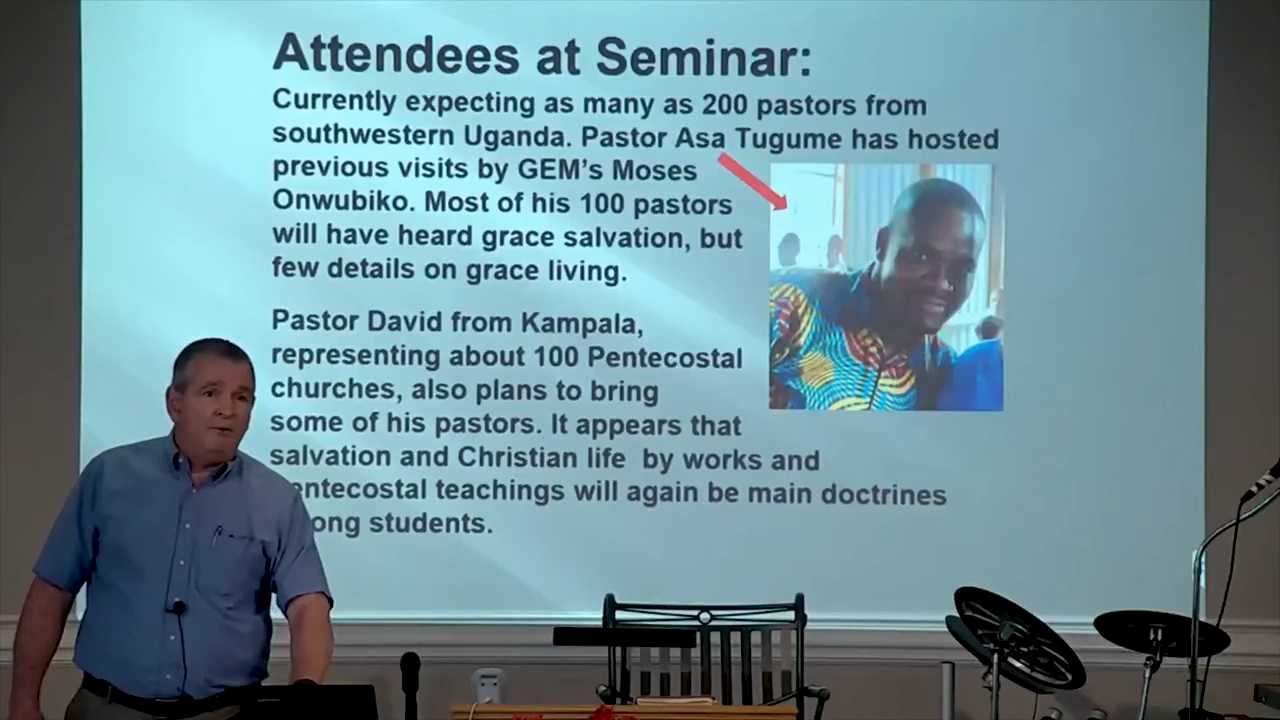 Attendees at Seminar:
Currently expecting as many as 200 pastors from
southwestern Uganda. Pastor Asa Tugume has hosted
previous visits by GEM's Moses
Onwubiko. Most of his 100 pastors
will have heard grace salvation, but
few details on grace living.
Pastor David from Kampala,
representing about 100 Pentecostal
churches, also plans to bring
some of his pastors. It appears that
salvation and Christian life by works and
entecostal teachings will again be main doctrines
ong students.